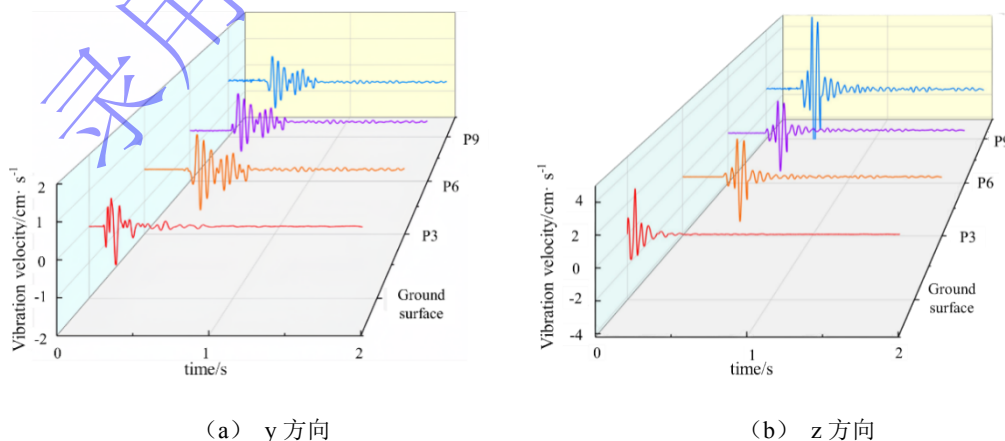 录用
Vibration velocity/cm· s⁻¹
2
1
0
-1
-2
0
1
2
time/s
P9
P6
P3
Ground
surface
(a) y 方向
Vibration velocity/cm· s⁻¹
4
2
0
-2
-4
0
1
2
time/s
P9
P6
P3
Ground
surface
(b) z 方向